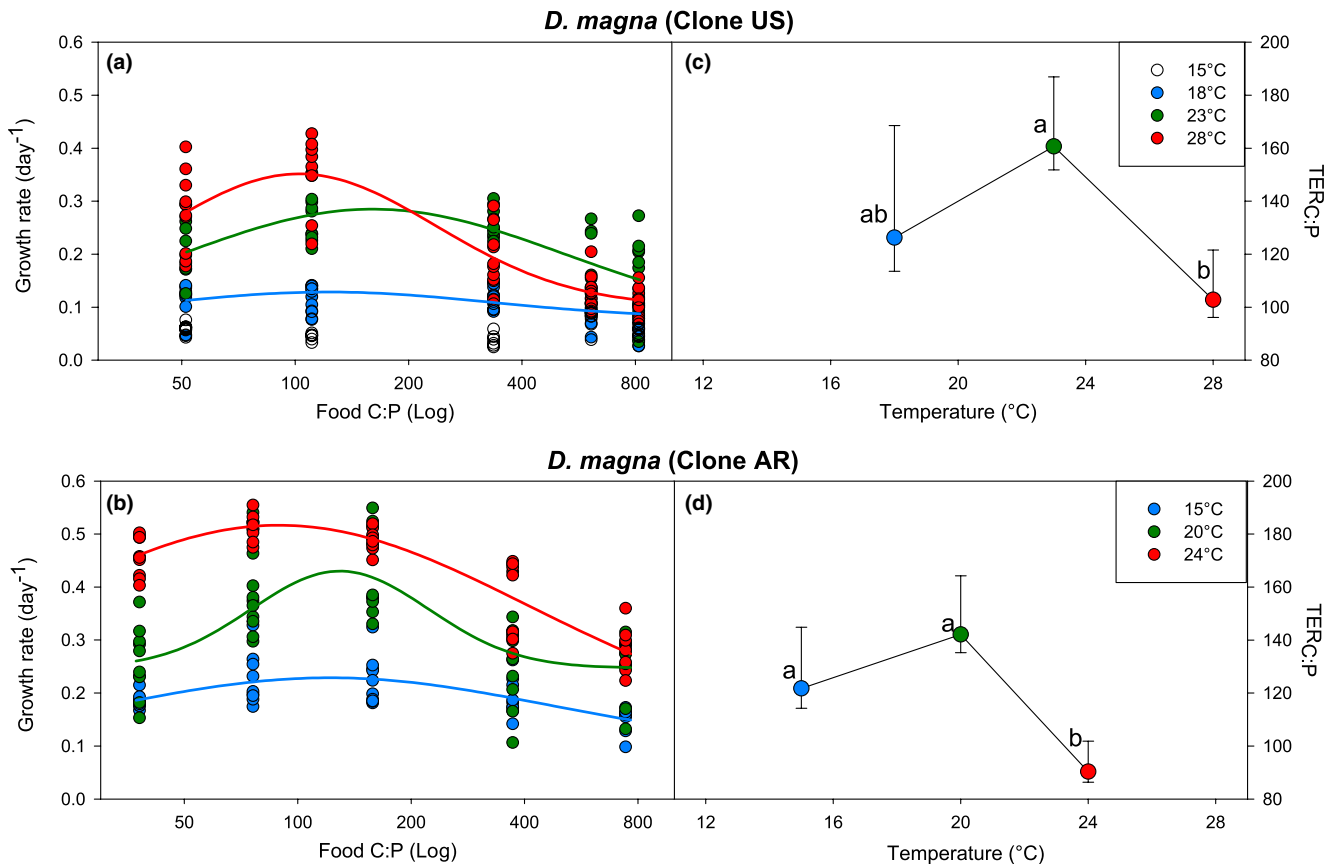 D. magna (Clone US)
(a)
0.6
0.5
0.4
0.3
0.2
0.1
0.0
Growth rate (day-1)
50
100
200
400
800
Food C:P (Log)
(c)
15°C
18°C
23°C
28°C
ab
a
b
200
180
160
140
120
100
80
TERC:P
12
16
20
24
28
Temperature (°C)
D. magna (Clone AR)
(b)
0.6
0.5
0.4
0.3
0.2
0.1
0.0
Growth rate (day-1)
50
100
200
400
800
Food C:P (Log)
(d)
15°C
20°C
24°C
a
a
b
200
180
160
140
120
100
80
TERC:P
12
16
20
24
28
Temperature (°C)